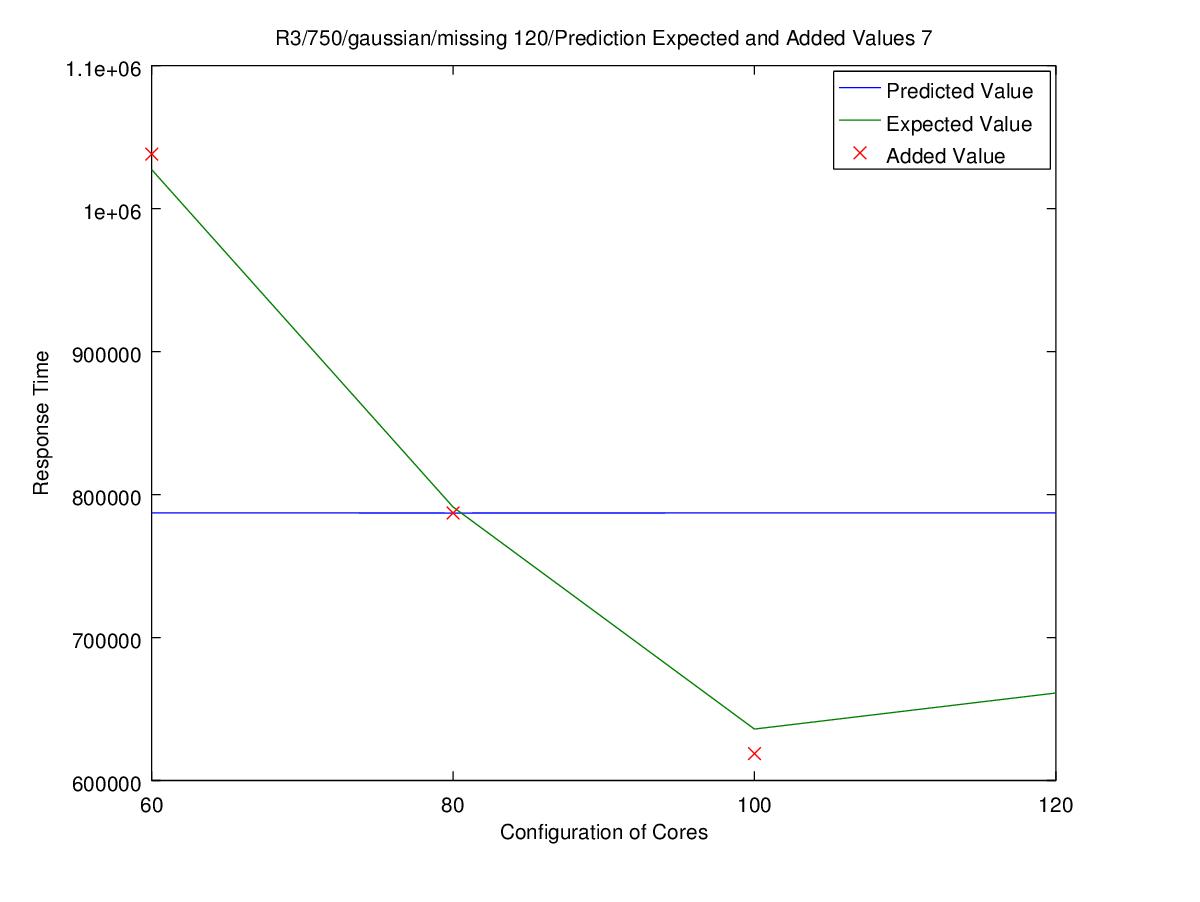 R3/750/gaussian/missing 120/Prediction Expected and Added Values 7
1.1e+06
1e+06
900000
800000
700000
600000
Response Time
Predicted Value
Expected Value
Added Value
60 80 100 120
Configuration of Cores